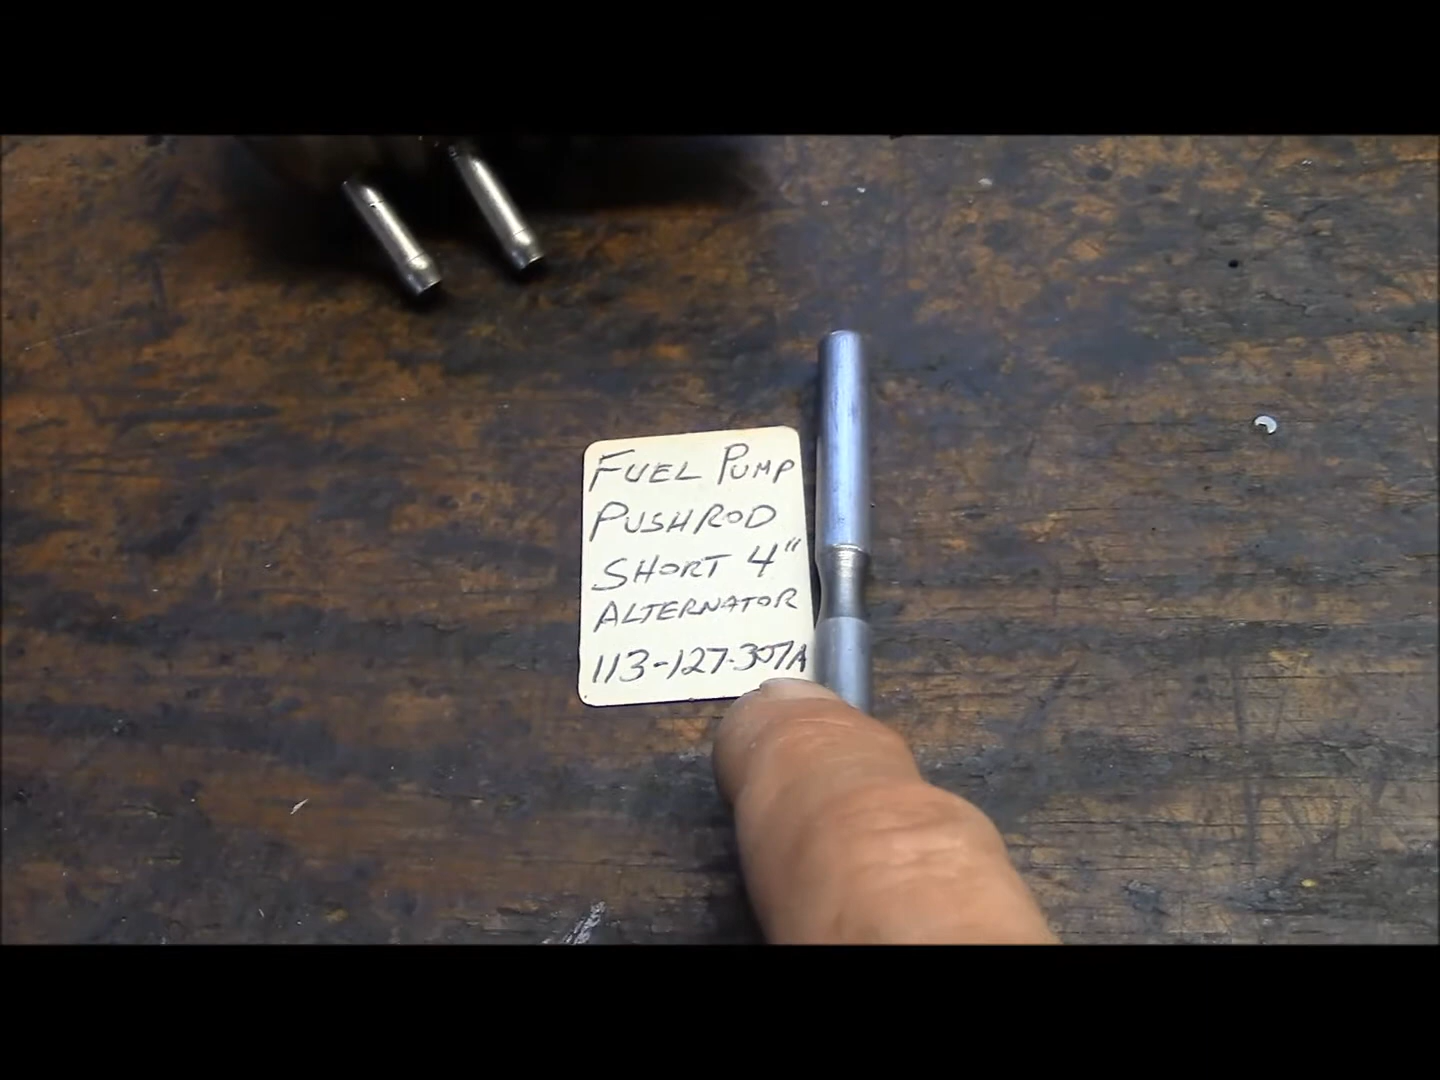 FUEL PUMP
PUSHROD
SHORT 4"
ALTERNATOR
113-127-307A